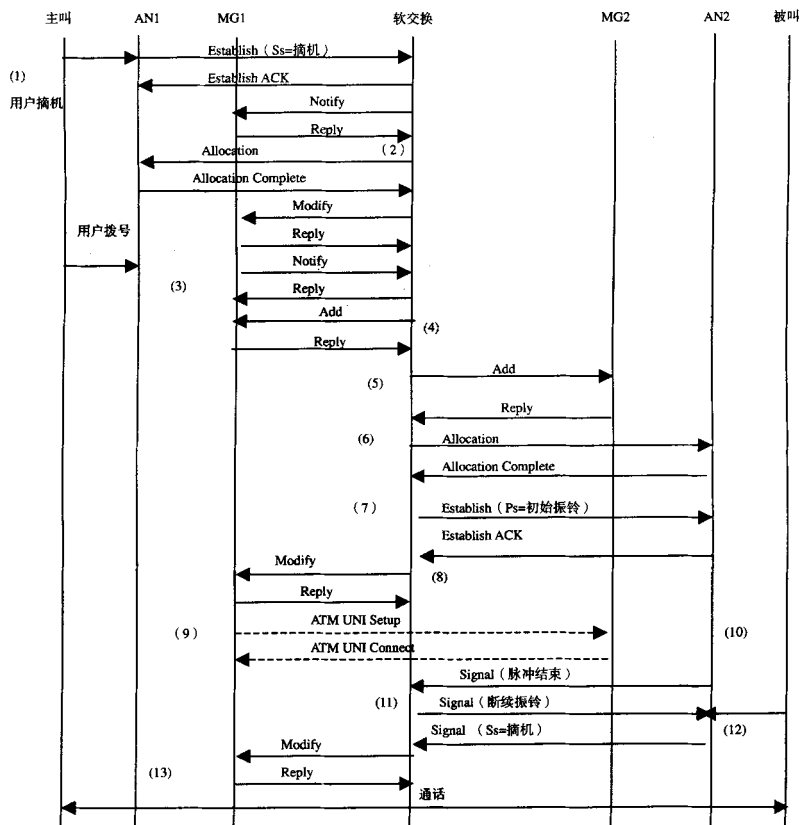 主叫 AN1 MG1 软交换 MG2 AN2 被叫
Establish（Ss=摘机）
(1)
Establish ACK
用户摘机
Notify
Reply
（2）
Allocation
Allocation Complete
Modify
用户拨号
Reply
Notify
(3)
Reply
Add
(4)
Reply
Add
(5)
Reply
(6)
Allocation
Allocation Complete
(7)
Establish（Ps=初始振铃）
Establish ACK
Modify
(8)
Reply
ATM UNI Setup
（9）
(10)
ATM UNI Connect
Signal（脉冲结束）
(11)
Signal（断续振铃）
Signal （Ss=摘机）
(12)
Modify
(13)
Reply
通话